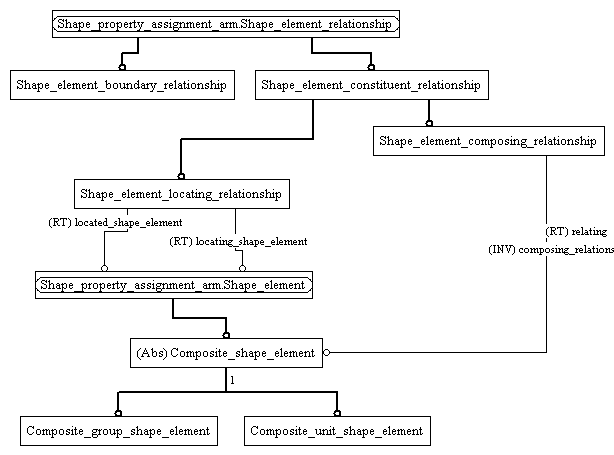 Shape_property_assignment_arm.Shape_element_relationship
Shape_element_boundary_relationship
Shape_element_constituent_relationship
Shape_element_composing_relationship
Shape_element_locating_relationship
(RT) located_shape_element
(RT) locating_shape_element
(RT) relating
(INV) composing_relations
Shape_property_assignment_arm.Shape_element
(Abs) Composite_shape_element
1
Composite_group_shape_element
Composite_unit_shape_element